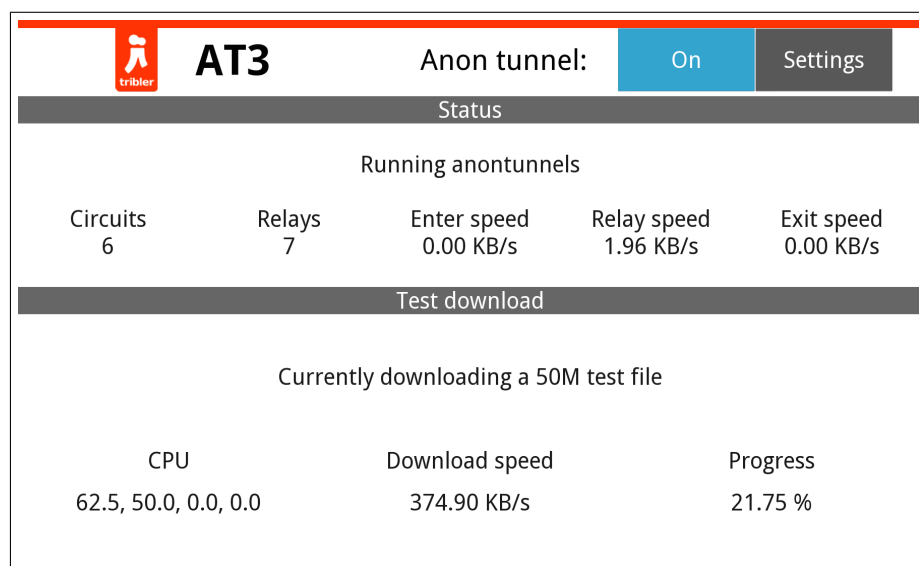 tribler AT3 Anon tunnel: On Settings
Status
Running anontunnels
Circuits Relays Enter speed Relay speed Exit speed
6 7 0.00 KB/s 1.96 KB/s 0.00 KB/s
Test download
Currently downloading a 50M test file
CPU Download speed Progress
62.5, 50.0, 0.0, 0.0 374.90 KB/s 21.75 %